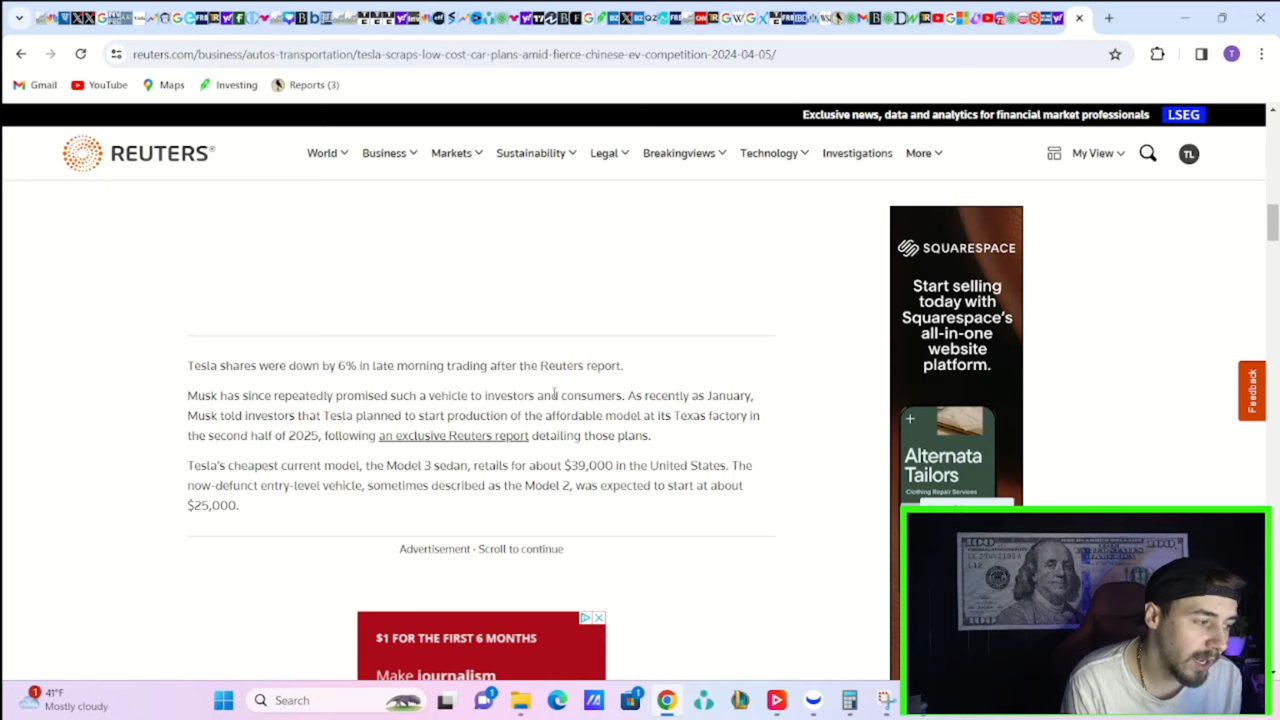 reuters.com/business/autos-transportation/tesla-scraps-low-cost-car-plans-amid-fierce-chinese-ev-competition-2024-04-05/
T
Gmail
YouTube
Maps
Investing
Reports (3)
Exclusive news, data and analytics for financial market professionals
LSEG
REUTERS®
World
Business
Markets
Sustainability
Legal
Breakingviews
Technology
Investigations
More
My View
TL
SQUARESPACE
Start selling
today with
Squarespace's
all-in-one
website
platform.
Alternata
Tailors
Clothing Repair Services
Feedback
Tesla shares were down by 6% in late morning trading after the Reuters report.
Musk has since repeatedly promised such a vehicle to investors and consumers. As recently as January,
Musk told investors that Tesla planned to start production of the affordable model at its Texas factory in
the second half of 2025, following an exclusive Reuters report detailing those plans.
Tesla's cheapest current model, the Model 3 sedan, retails for about $39,000 in the United States. The
now-defunct entry-level vehicle, sometimes described as the Model 2, was expected to start at about
$25,000.
Advertisement · Scroll to continue
$1 FOR THE FIRST 6 MONTHS
Make journalism
100
100
1
41°F
Mostly cloudy
Search
1
1